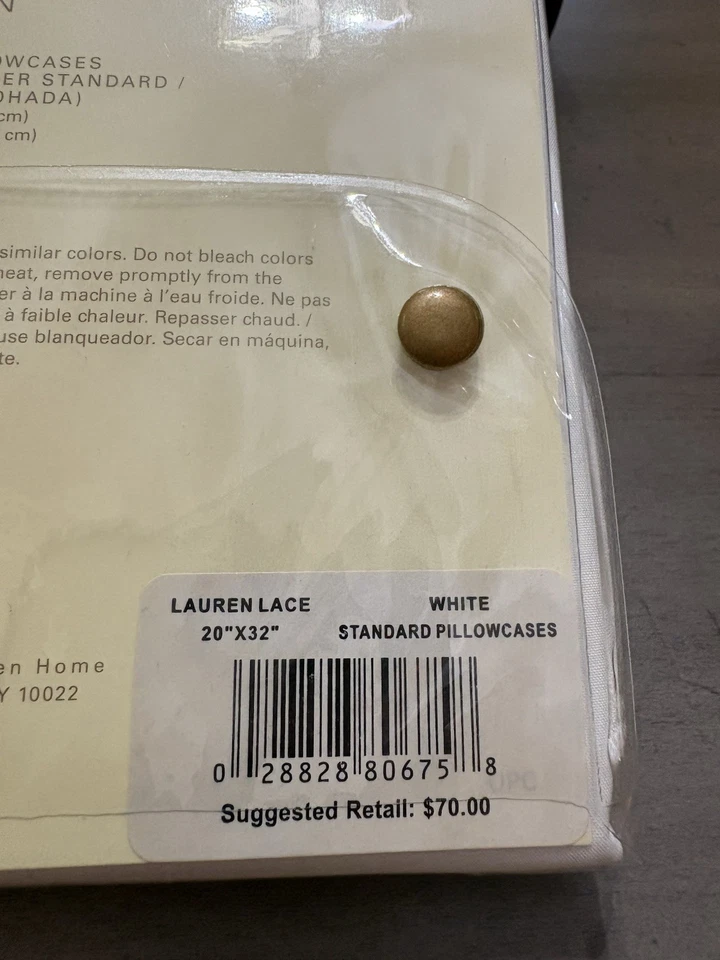 N
OWCASES
ER STANDARD /
OHADA)
cm)
cm)
similar colors. Do not bleach colors
heat, remove promptly from the
er à la machine à l'eau froide. Ne pas
à faible chaleur. Repasser chaud. /
use blanqueador. Secar en máquina,
te.
en Home
Y 10022
LAUREN LACE WHITE
20"X32" STANDARD PILLOWCASES
0 28828 80675 8
Suggested Retail: $70.00